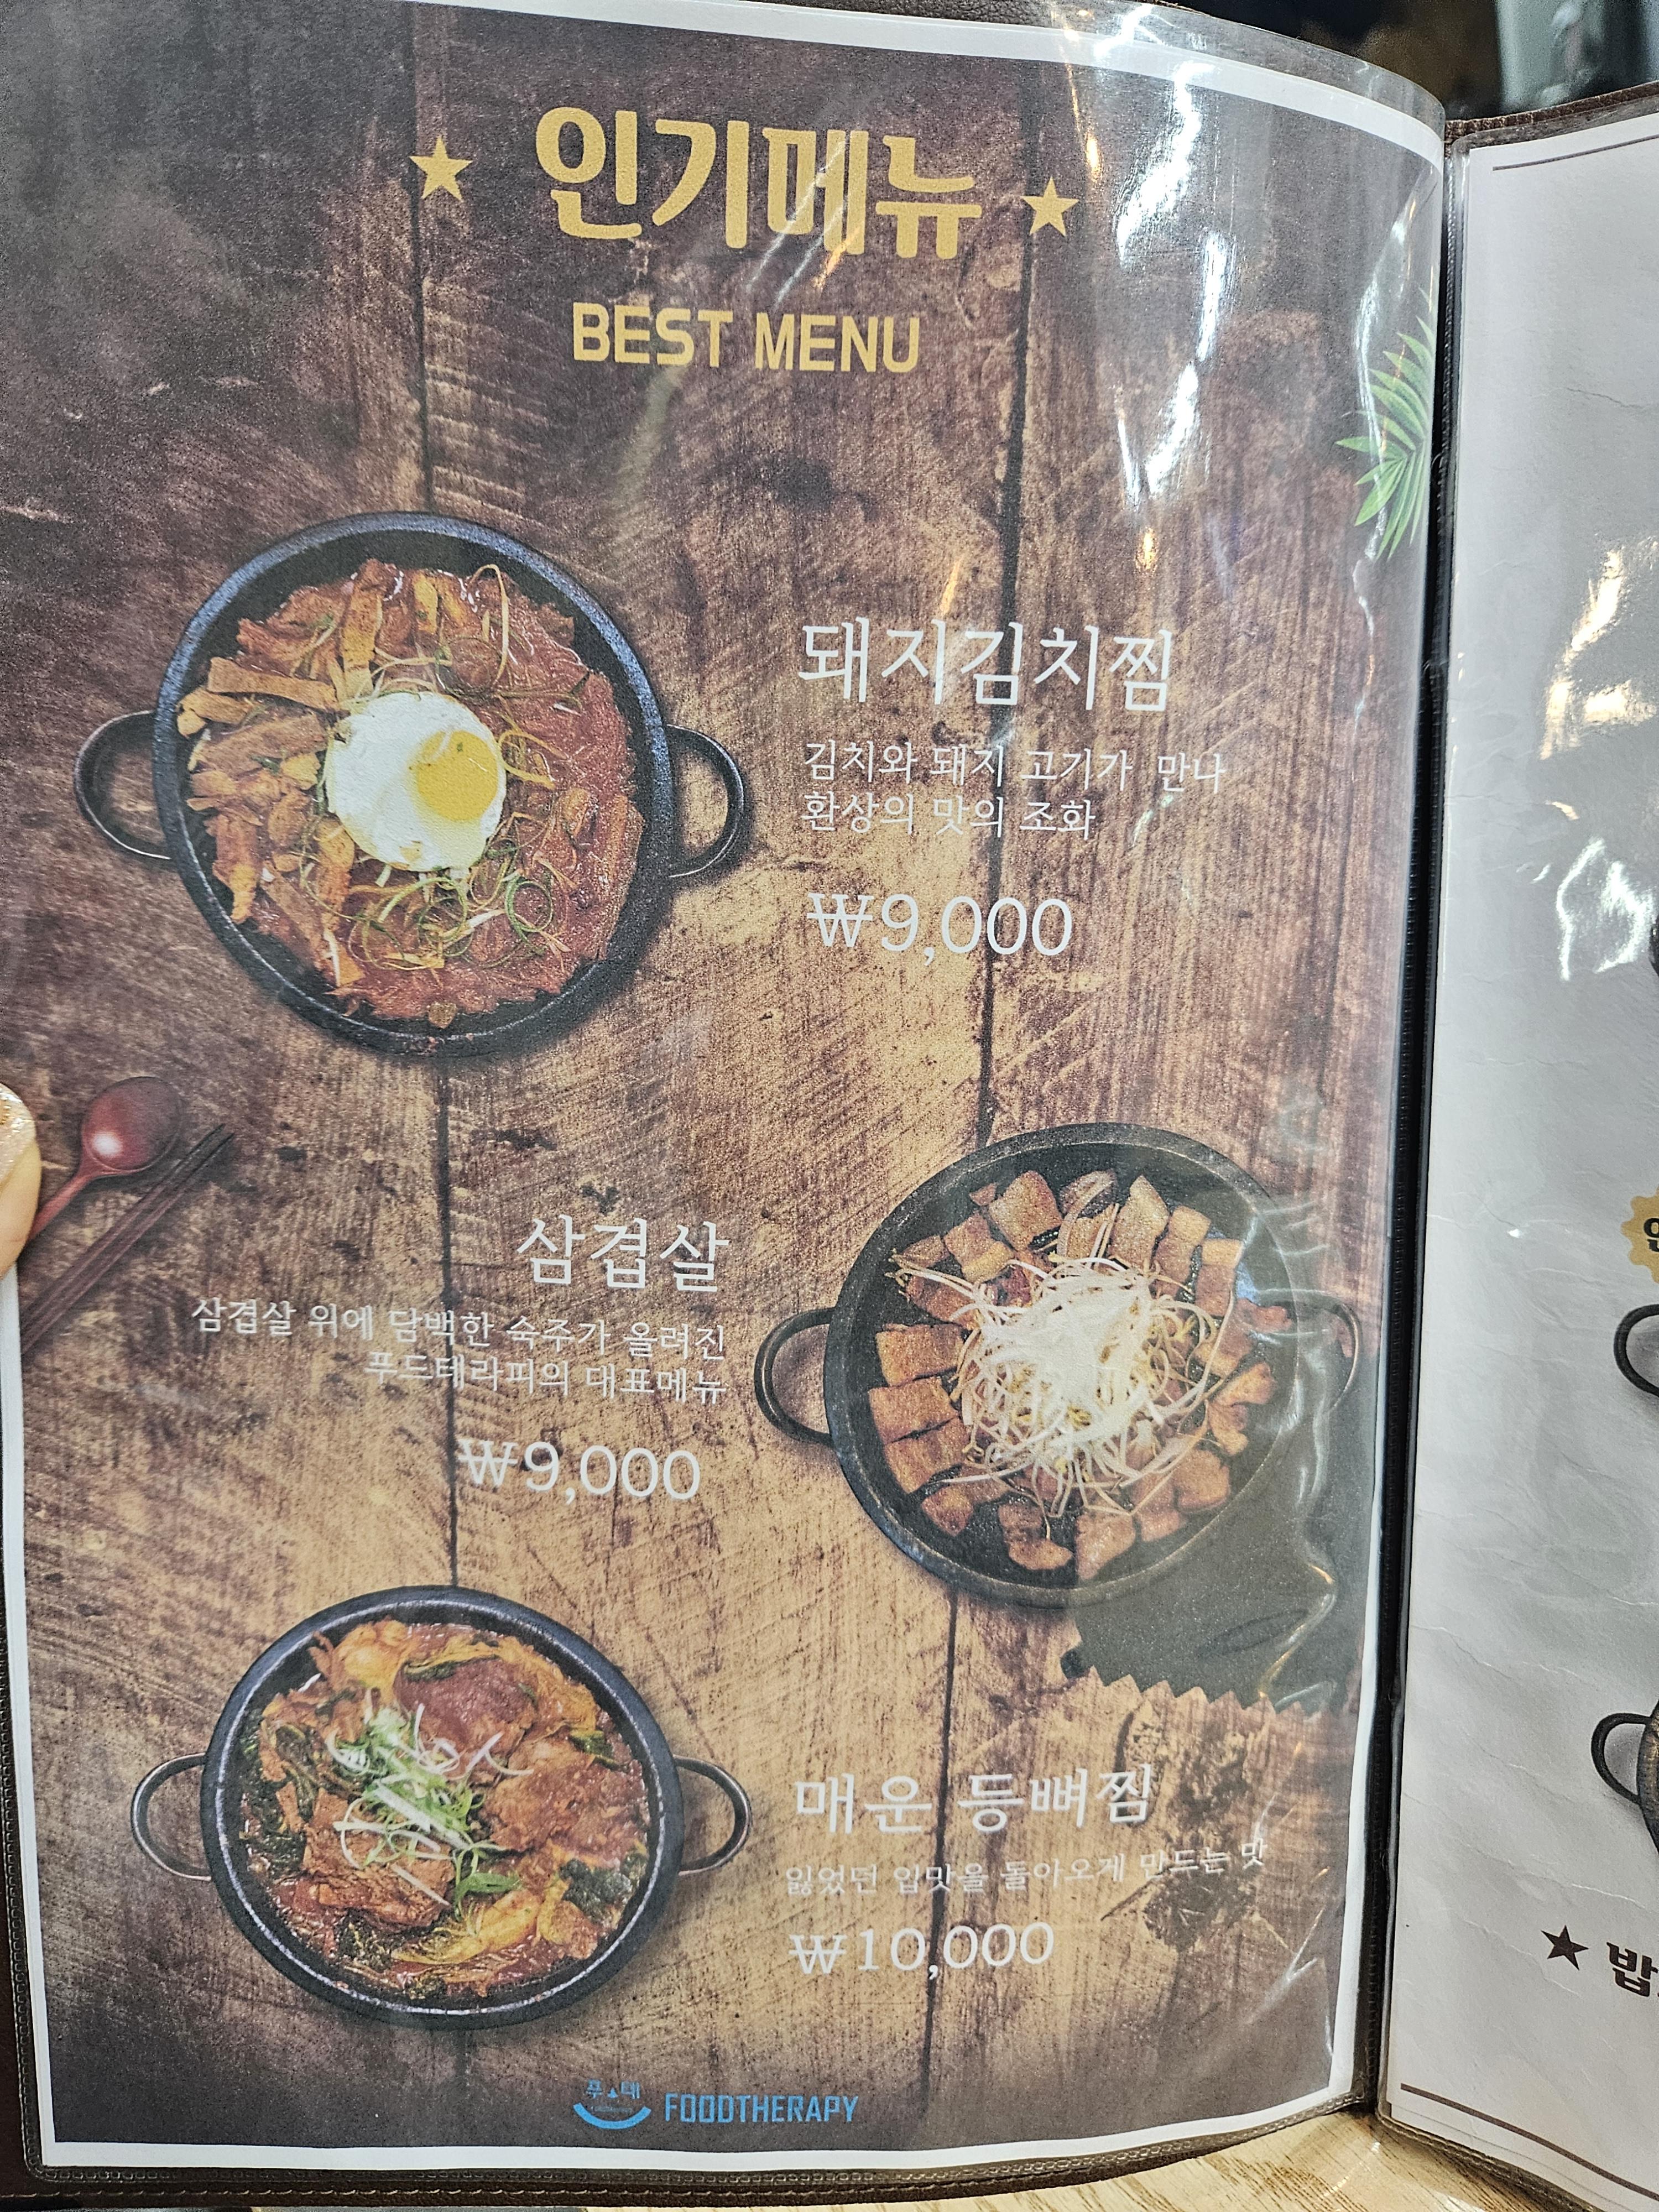 ★ 인기메뉴 ★
BEST MENU
돼지김치찜
김치와 돼지 고기가 만나
환상의 맛의 조화
₩9,000
삼겹살
삼겹살 위에 담백한 숙주가 올려진
푸드테라피의 대표메뉴
₩9,000
매운 등뼈찜
잃었던 입맛을 돌아오게 만드는 맛
₩10,000
푸▲테
FOODTHERAPY
★ 밥